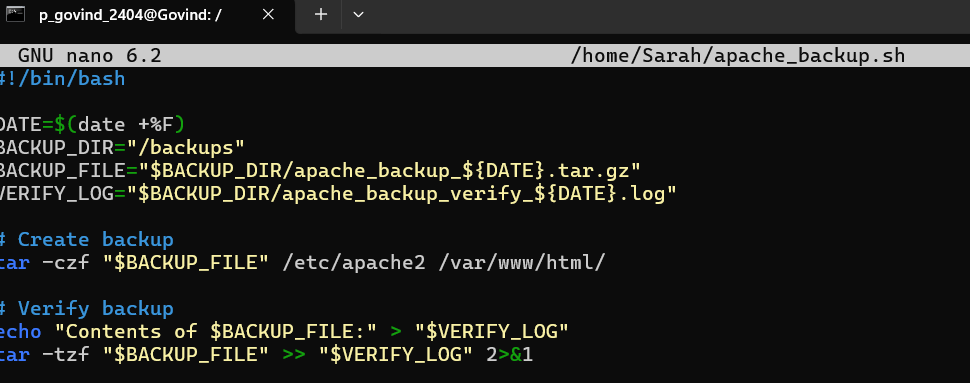 p_govind_2404@Govind: /
GNU nano 6.2 /home/Sarah/apache_backup.sh
#!/bin/bash
DATE=$(date +%F)
BACKUP_DIR="/backups"
BACKUP_FILE="$BACKUP_DIR/apache_backup_${DATE}.tar.gz"
VERIFY_LOG="$BACKUP_DIR/apache_backup_verify_${DATE}.log"
# Create backup
tar -czf "$BACKUP_FILE" /etc/apache2 /var/www/html/
# Verify backup
echo "Contents of $BACKUP_FILE:" > "$VERIFY_LOG"
tar -tzf "$BACKUP_FILE" >> "$VERIFY_LOG" 2>&1